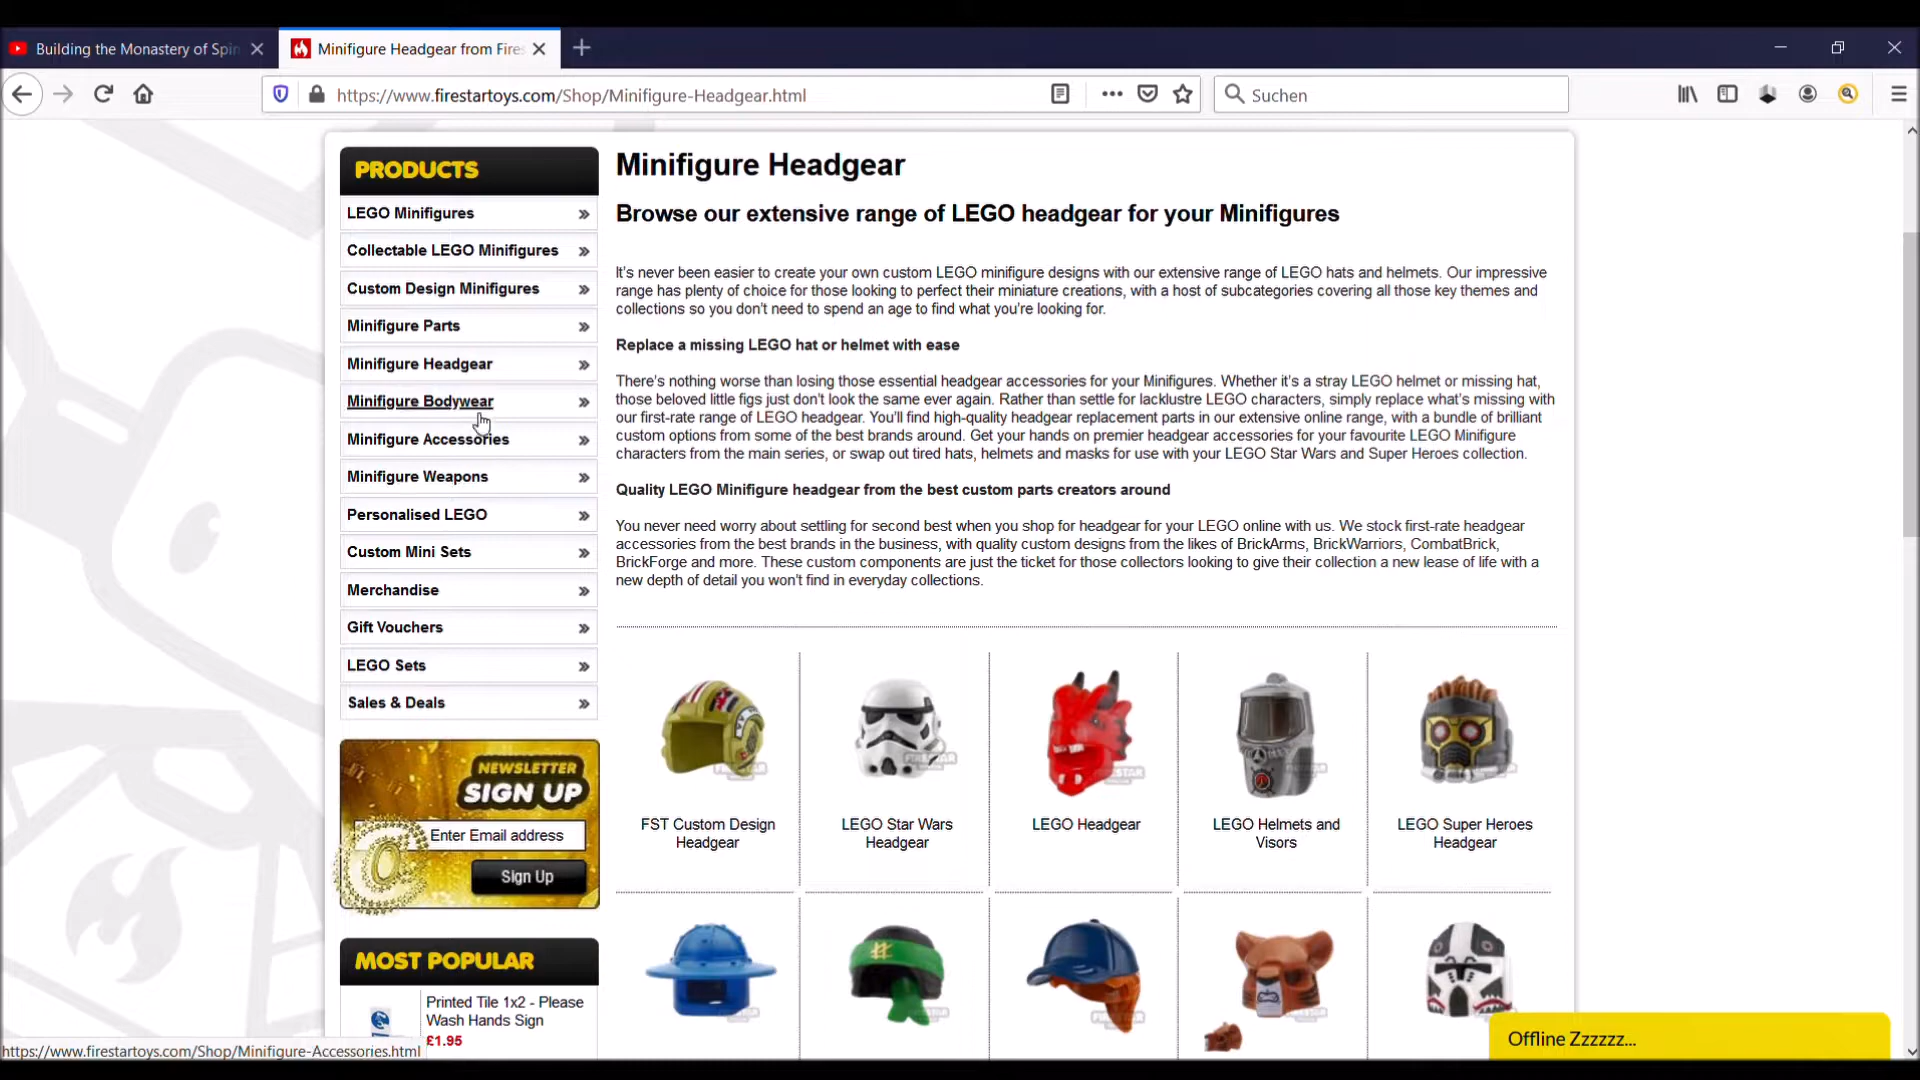 Building the Monastery of Spin
Minifigure Headgear from Fires
https://www.firestartoys.com/Shop/Minifigure-Headgear.html
Suchen
PRODUCTS
LEGO Minifigures
Collectable LEGO Minifigures
Custom Design Minifigures
Minifigure Parts
Minifigure Headgear
Minifigure Bodywear
Minifigure Accessories
Minifigure Weapons
Personalised LEGO
Custom Mini Sets
Merchandise
Gift Vouchers
LEGO Sets
Sales & Deals
NEWSLETTER
SIGN UP
Enter Email address
Sign Up
MOST POPULAR
Printed Tile 1x2 - Please
Wash Hands Sign
£1.95
Minifigure Headgear
Browse our extensive range of LEGO headgear for your Minifigures
It's never been easier to create your own custom LEGO minifigure designs with our extensive range of LEGO hats and helmets. Our impressive
range has plenty of choice for those looking to perfect their miniature creations, with a host of subcategories covering all those key themes and
collections so you don't need to spend an age to find what you're looking for.
Replace a missing LEGO hat or helmet with ease
There's nothing worse than losing those essential headgear accessories for your Minifigures. Whether it's a stray LEGO helmet or missing hat,
those beloved little figs just don't look the same ever again. Rather than settle for lacklustre LEGO characters, simply replace what's missing with
our first-rate range of LEGO headgear. You'll find high-quality headgear replacement parts in our extensive online range, with a bundle of brilliant
custom options from some of the best brands around. Get your hands on premier headgear accessories for your favourite LEGO Minifigure
characters from the main series, or swap out tired hats, helmets and masks for use with your LEGO Star Wars and Super Heroes collection.
Quality LEGO Minifigure headgear from the best custom parts creators around
You never need worry about settling for second best when you shop for headgear for your LEGO online with us. We stock first-rate headgear
accessories from the best brands in the business, with quality custom designs from the likes of BrickArms, BrickWarriors, CombatBrick,
BrickForge and more. These custom components are just the ticket for those collectors looking to give their collection a new lease of life with a
new depth of detail you won't find in everyday collections.
FST Custom Design
Headgear
LEGO Star Wars
Headgear
LEGO Headgear
LEGO Helmets and
Visors
LEGO Super Heroes
Headgear
Offline Zzzzzz...
https://www.firestartoys.com/Shop/Minifigure-Accessories.html